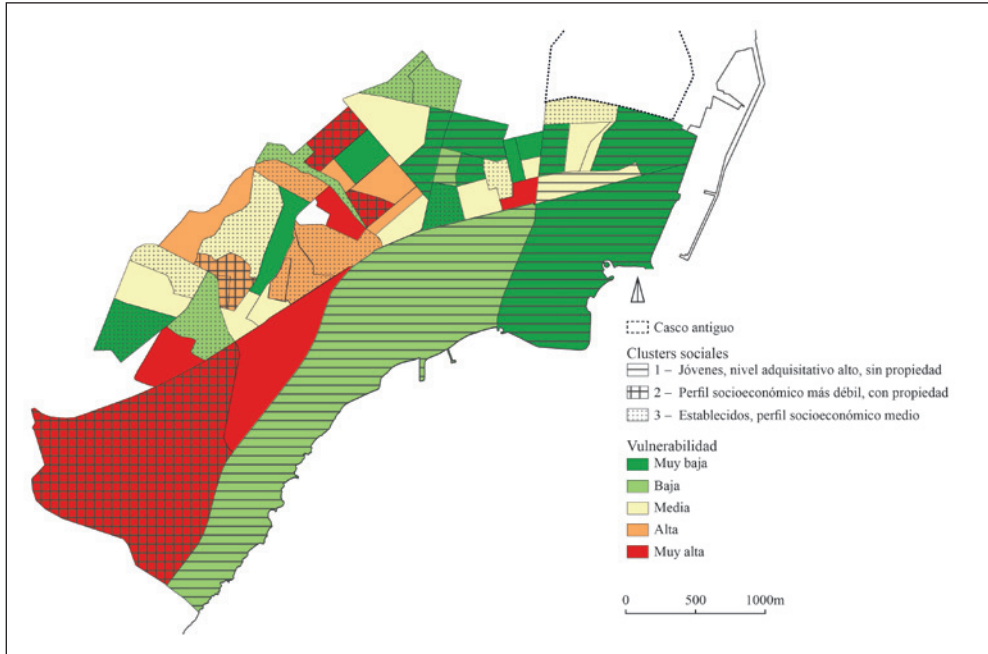 Casco antiguo
Clusters sociales
1 – Jóvenes, nivel adquisitativo alto, sin propiedad
2 – Perfil socioeconómico más débil, con propiedad
3 – Establecidos, perfil socioeconómico medio
Vulnerabilidad
Muy baja
Baja
Media
Alta
Muy alta
0 500 1000m